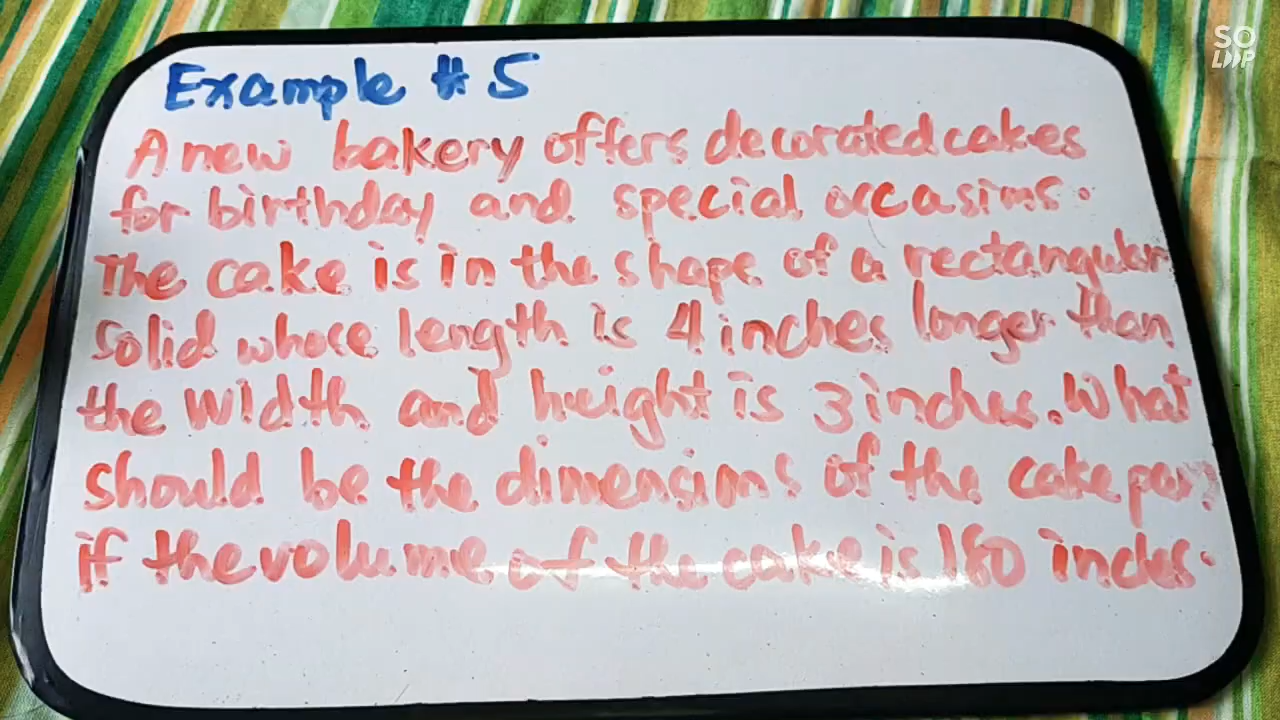 SO
LOOP
Example # 5
A new bakery offers decorated cakes
for birthday and special occasions.
The cake is in the shape of a rectangular
solid whose length is 4 inches longer than
the width and height is 3 inches. What
should be the dimensions of the cake
if the volume of the cake is 180 inches.